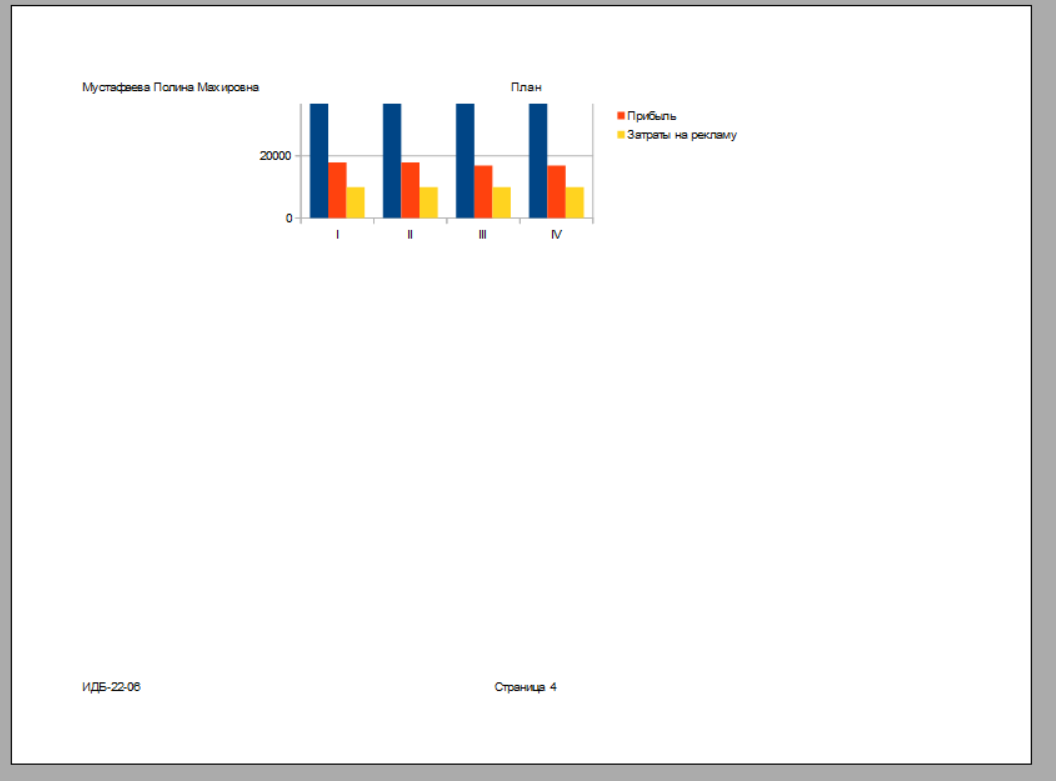 Мустафаева Полина Махировна План
Прибыль
Затраты на рекламу
20000
0
I II III IV
ИДБ-22-06 Страница 4